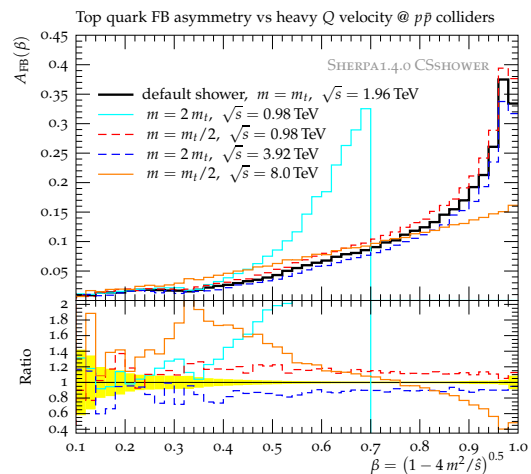 Top quark FB asymmetry vs heavy Q velocity @ pp̄ colliders
A_FB(β)
SHERPA1.4.0 CSSHOWER
default shower, m = m_t, √s = 1.96 TeV
m = 2 m_t, √s = 0.98 TeV
m = m_t/2, √s = 0.98 TeV
m = 2 m_t, √s = 3.92 TeV
m = m_t/2, √s = 8.0 TeV
0.45
0.4
0.35
0.3
0.25
0.2
0.15
0.1
0.05
Ratio
2
1.8
1.6
1.4
1.2
1
0.8
0.6
0.4
0.1 0.2 0.3 0.4 0.5 0.6 0.7 0.8 0.9 1.0
β = (1 − 4 m²/ŝ)^0.5